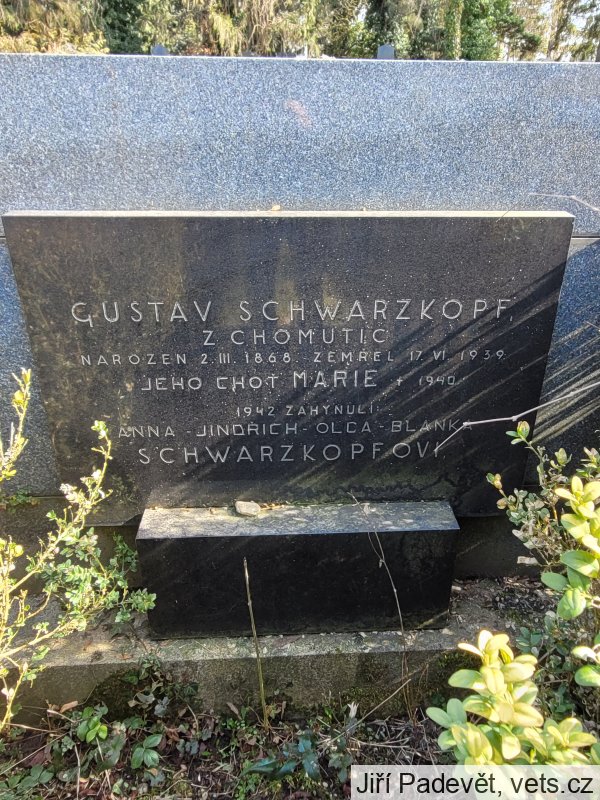 GUSTAV SCHWARZKOPF,
Z CHOMUTIC
NAROZEN 2.III.1868. ZEMŘEL 17.VI.1939.
JEHO CHOŤ MARIE + 1940.
1942 ZAHYNULI:
ANNA - JINDŘICH - OLGA - BLANKA
SCHWARZKOPFOVI.
Jiří Padevět, vets.cz